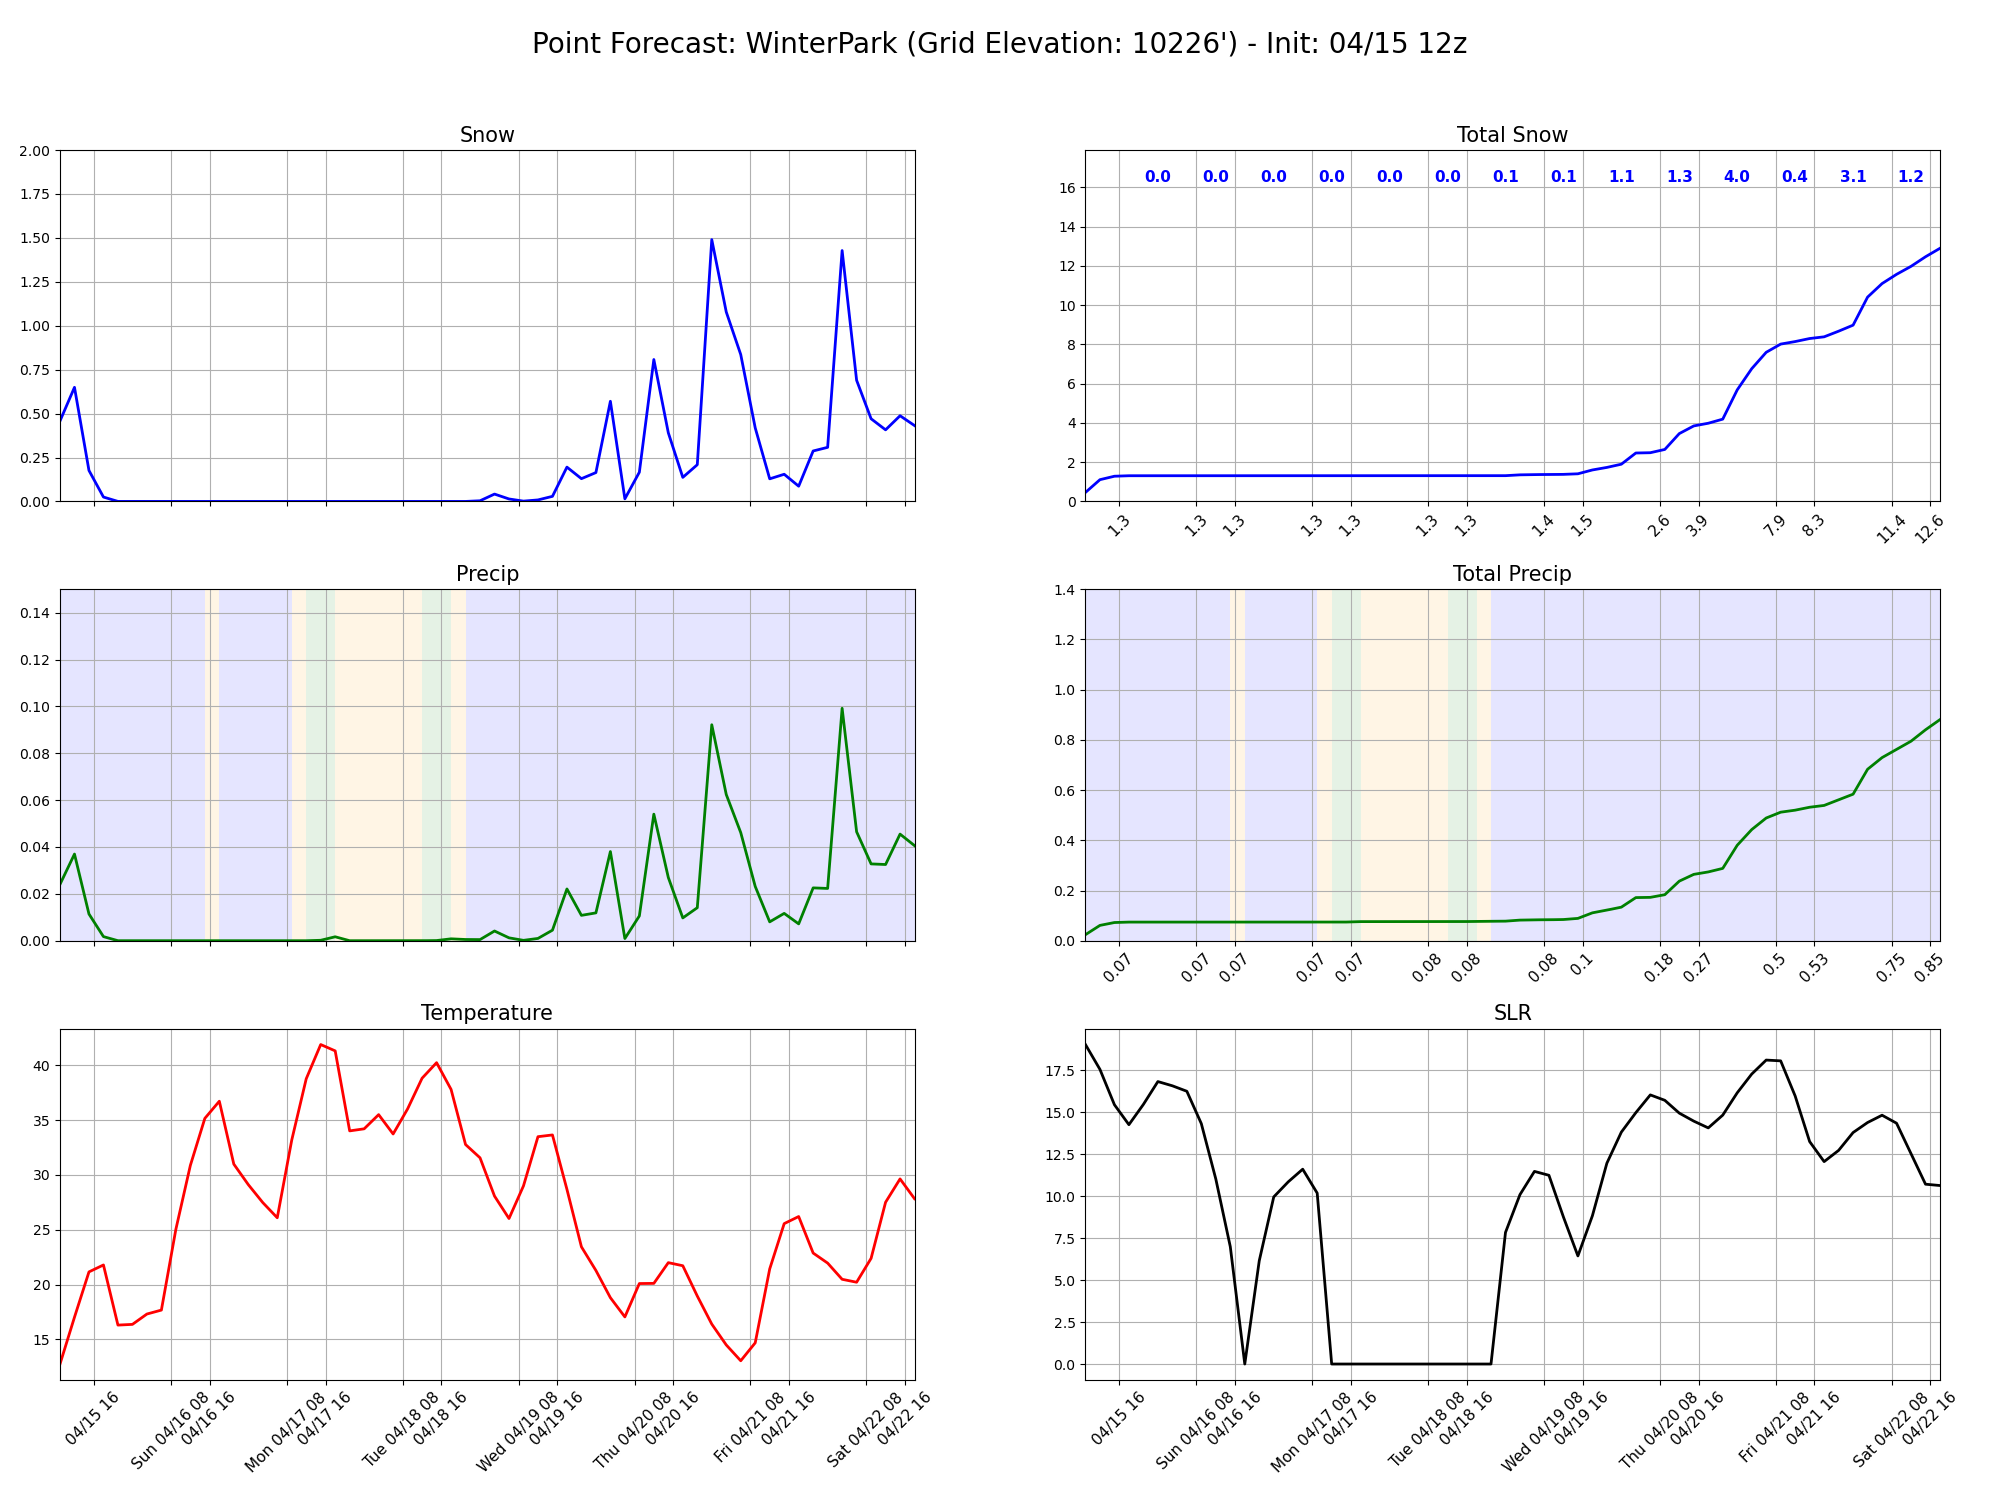 Point Forecast: WinterPark (Grid Elevation: 10226') - Init: 04/15 12z
Snow
2.00
1.75
1.50
1.25
1.00
0.75
0.50
0.25
0.00
Total Snow
0.0 0.0 0.0 0.0 0.0 0.0 0.1 0.1 1.1 1.3 4.0 0.4 3.1 1.2
16
14
12
10
8
6
4
2
0
1.3 1.3 1.3 1.3 1.3 1.3 1.3 1.4 1.5 2.6 3.9 7.9 8.3 11.4 12.6
Precip
0.14
0.12
0.10
0.08
0.06
0.04
0.02
0.00
Total Precip
1.4
1.2
1.0
0.8
0.6
0.4
0.2
0.0
0.07 0.07 0.07 0.07 0.07 0.08 0.08 0.08 0.1 0.18 0.27 0.5 0.53 0.75 0.85
Temperature
40
35
30
25
20
15
04/15 16
Sun 04/16 08
04/16 16
Mon 04/17 08
04/17 16
Tue 04/18 08
04/18 16
Wed 04/19 08
04/19 16
Thu 04/20 08
04/20 16
Fri 04/21 08
04/21 16
Sat 04/22 08
04/22 16
SLR
17.5
15.0
12.5
10.0
7.5
5.0
2.5
0.0
04/15 16
Sun 04/16 08
04/16 16
Mon 04/17 08
04/17 16
Tue 04/18 08
04/18 16
Wed 04/19 08
04/19 16
Thu 04/20 08
04/20 16
Fri 04/21 08
04/21 16
Sat 04/22 08
04/22 16